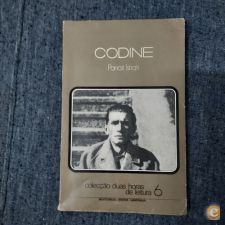 CODINE
Panait Istrati
colecção duas horas
de leitura 6